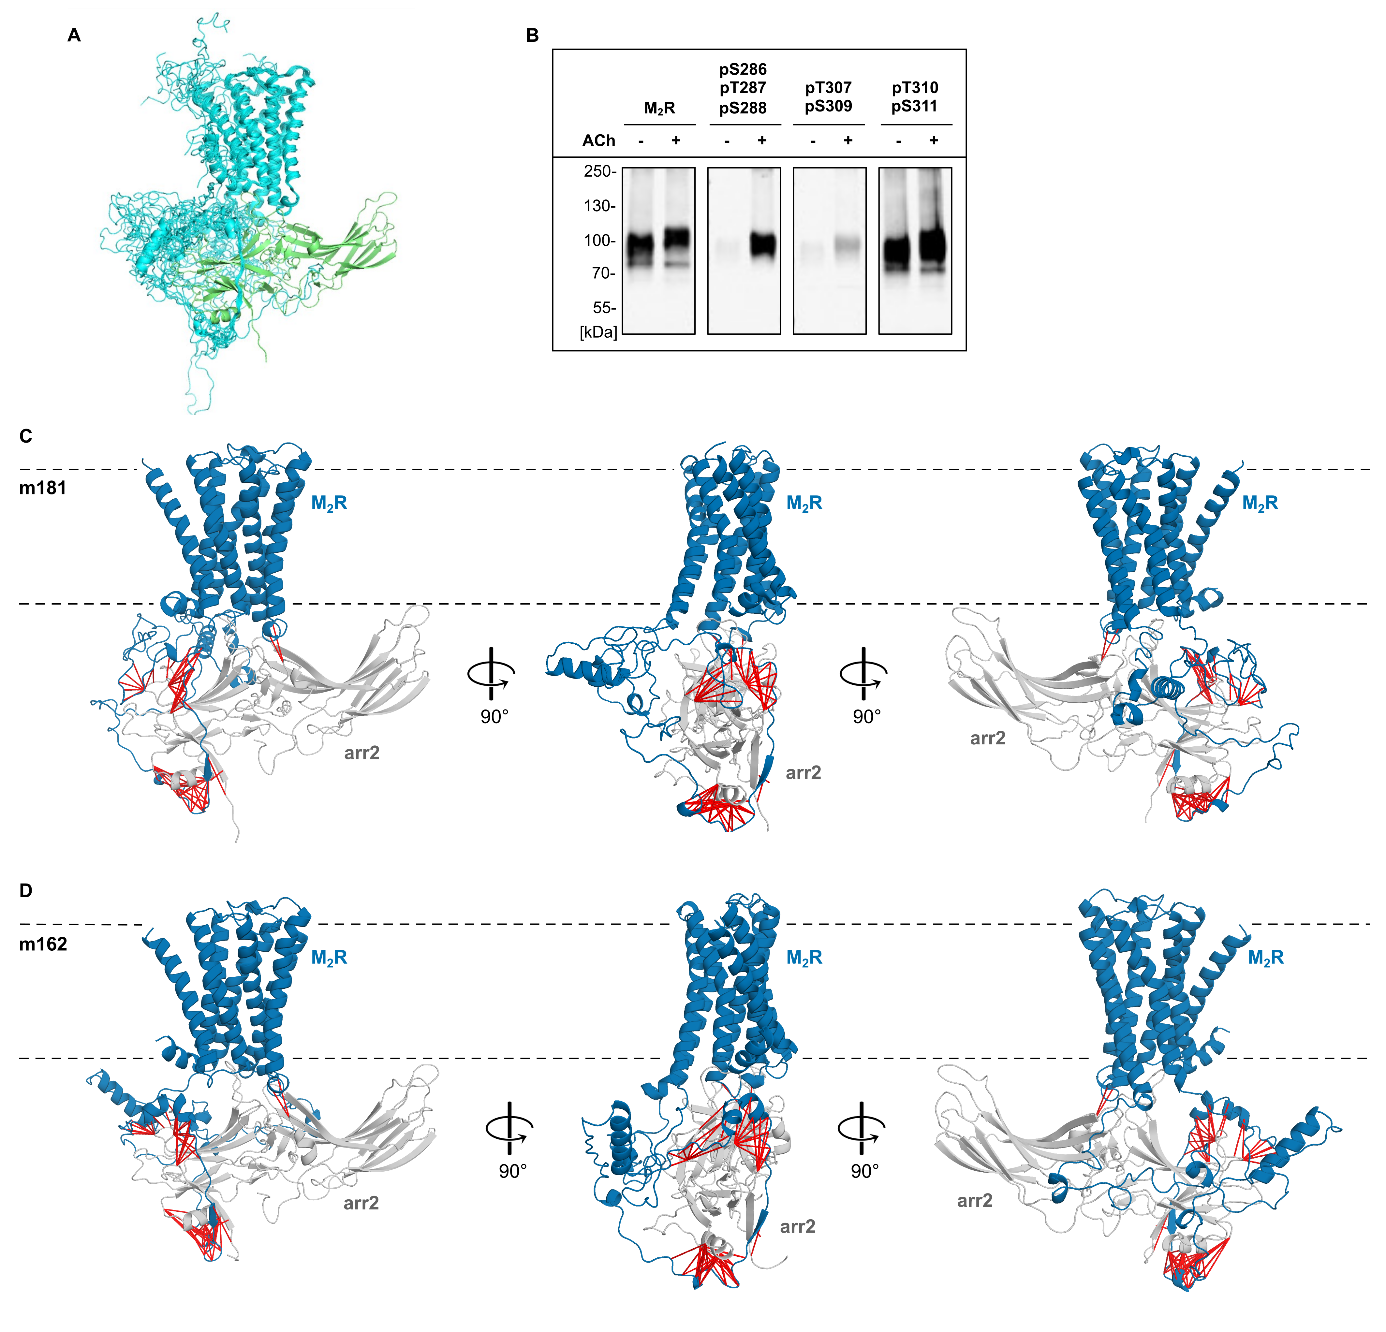 A
B
pS286
pT287
pS288
pT307
pS309
pT310
pS311
M₂R
ACh - + - + - + - +
250-
130-
100-
70-
55-
[kDa]
C
m181
M₂R
M₂R
M₂R
arr2
90°
arr2
90°
arr2
D
m162
M₂R
M₂R
M₂R
arr2
90°
arr2
90°
arr2